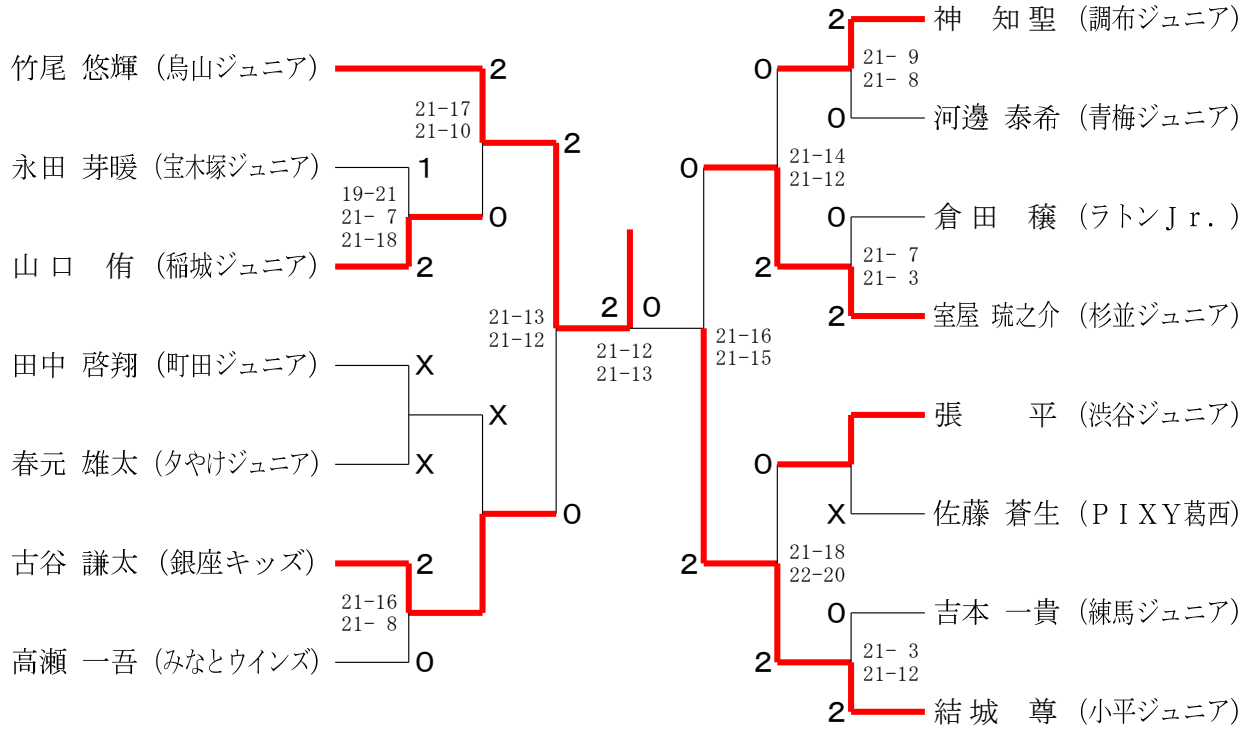 竹尾 悠輝 (烏山ジュニア)
永田 芽暖 (宝木塚ジュニア)
山口 侑 (稲城ジュニア)
田中 啓翔 (町田ジュニア)
春元 雄太 (夕やけジュニア)
古谷 謙太 (銀座キッズ)
高瀬 一吾 (みなとウインズ)
2
21-17
21-10
1
19-21
21- 7
21-18
0
2
2
X
X
X
21-13
21-12
0
2
21-16
21- 8
0
2 0
21-12
21-13
0
21-16
21-15
2
0
21-14
21-12
2
0
21-18
22-20
2
2
21- 9
21- 8
0
0
21- 7
21- 3
2
X
0
21- 3
21-12
2
神 知聖 (調布ジュニア)
河邊 泰希 (青梅ジュニア)
倉田 穣 (ラトンJr.)
室屋 琉之介 (杉並ジュニア)
張 平 (渋谷ジュニア)
佐藤 蒼生 (PIXY葛西)
吉本 一貴 (練馬ジュニア)
結城 尊 (小平ジュニア)